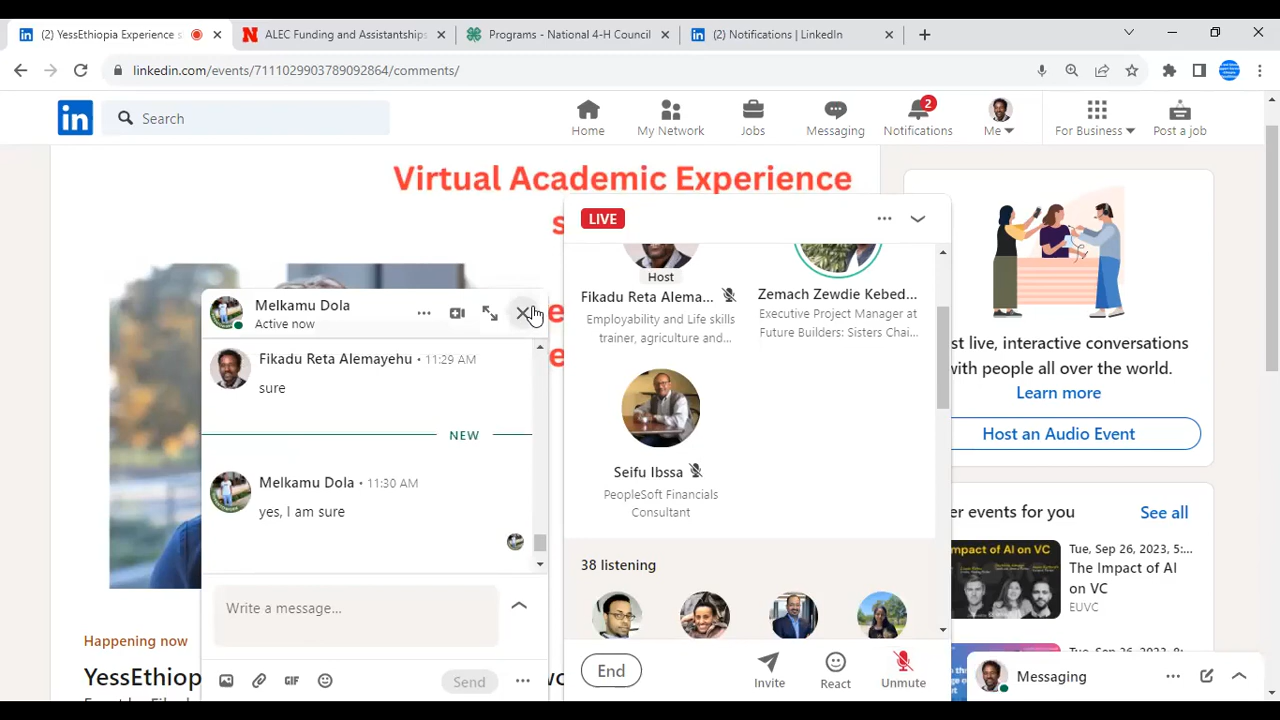 (2) YessEthiopia Experience s
ALEC Funding and Assistantships
Programs - National 4-H Council
(2) Notifications | LinkedIn
linkedin.com/events/7111029903789092864/comments/
in
Search
Home
My Network
Jobs
Messaging
2
Notifications
Me
For Business
Post a job
Virtual Academic Experience
LIVE
Host
Fikadu Reta Alema...
Employability and Life skills
trainer, agriculture and...
Zemach Zewdie Kebed...
Executive Project Manager at
Future Builders: Sisters Chai...
Seifu Ibssa
PeopleSoft Financials
Consultant
38 listening
End
Invite
React
Unmute
Melkamu Dola
Active now
Fikadu Reta Alemayehu • 11:29 AM
sure
NEW
Melkamu Dola • 11:30 AM
yes, I am sure
Write a message...
GIF
Send
Happening now
YessEthiop
st live, interactive conversations
with people all over the world.
Learn more
Host an Audio Event
er events for you
See all
mpact of AI on VC
Tue, Sep 26, 2023, 5:...
The Impact of AI
on VC
EUVC
Messaging